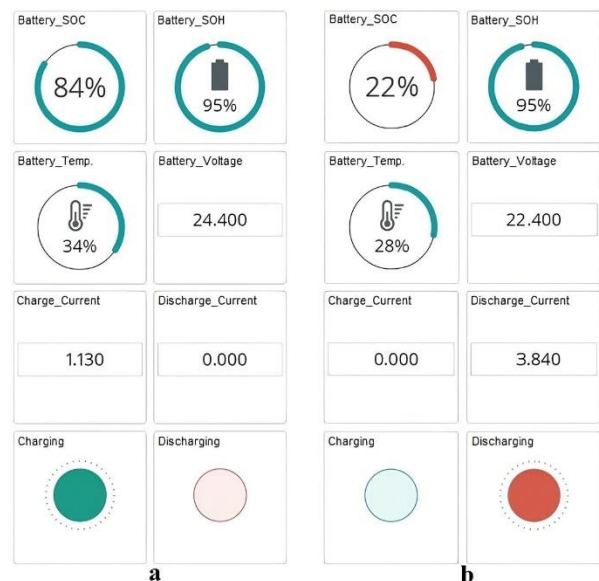 Battery_SOC
84%
Battery_SOH
95%
Battery_Temp.
34%
Battery_Voltage
24.400
Charge_Current
1.130
Discharge_Current
0.000
Charging
Discharging
a
Battery_SOC
22%
Battery_SOH
95%
Battery_Temp.
28%
Battery_Voltage
22.400
Charge_Current
0.000
Discharge_Current
3.840
Charging
Discharging
b